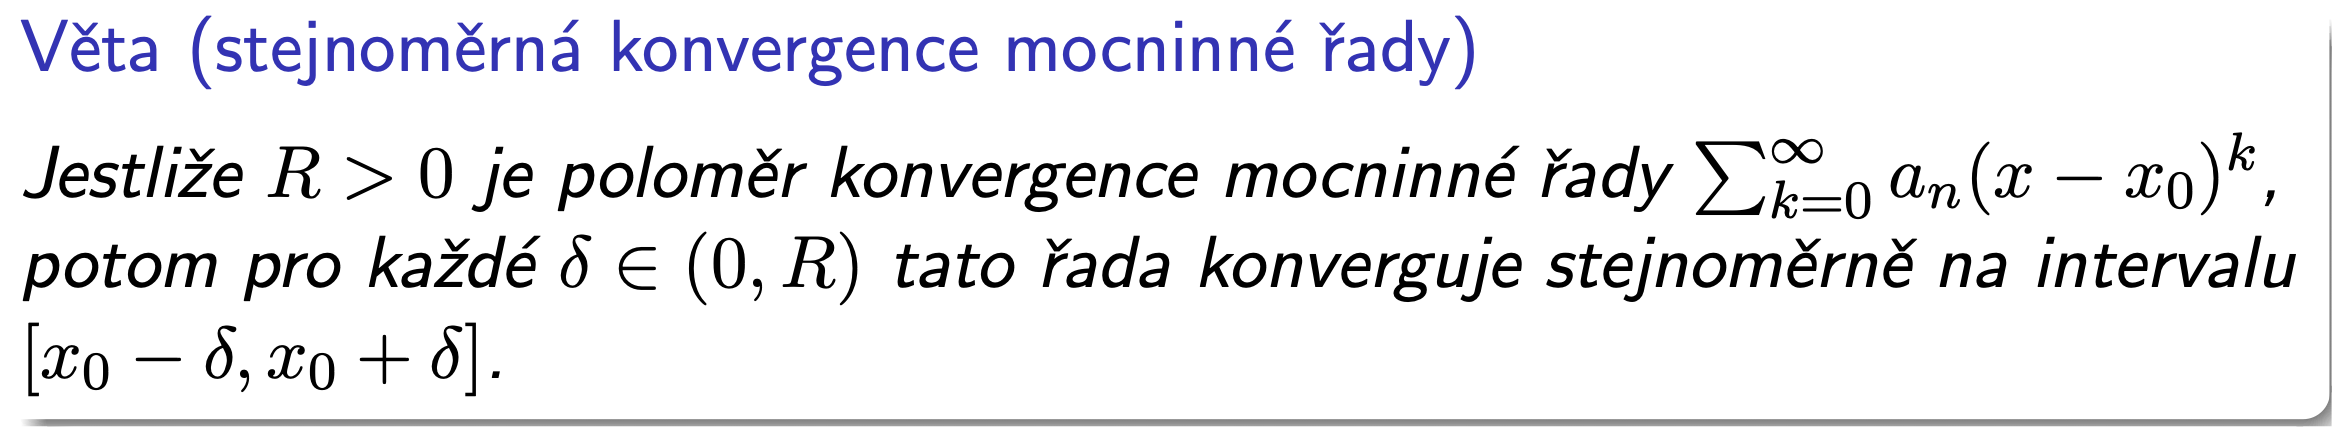 Věta (stejnoměrná konvergence mocninné řady)
Jestliže $R > 0$ je poloměr konvergence mocninné řady $\sum_{k=0}^{\infty} a_n(x - x_0)^k$,
potom pro každé $\delta \in (0, R)$ tato řada konverguje stejnoměrně na intervalu
$[x_0 - \delta, x_0 + \delta]$.